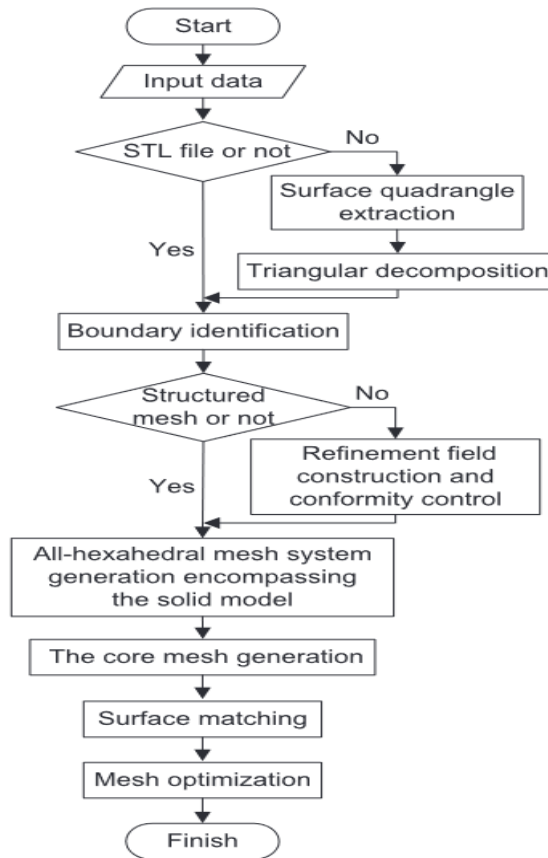 Start
Input data
STL file or not
No
Surface quadrangle
extraction
Yes
Triangular decomposition
Boundary identification
Structured
mesh or not
No
Refinement field
construction and
conformity control
Yes
All-hexahedral mesh system
generation encompassing
the solid model
The core mesh generation
Surface matching
Mesh optimization
Finish